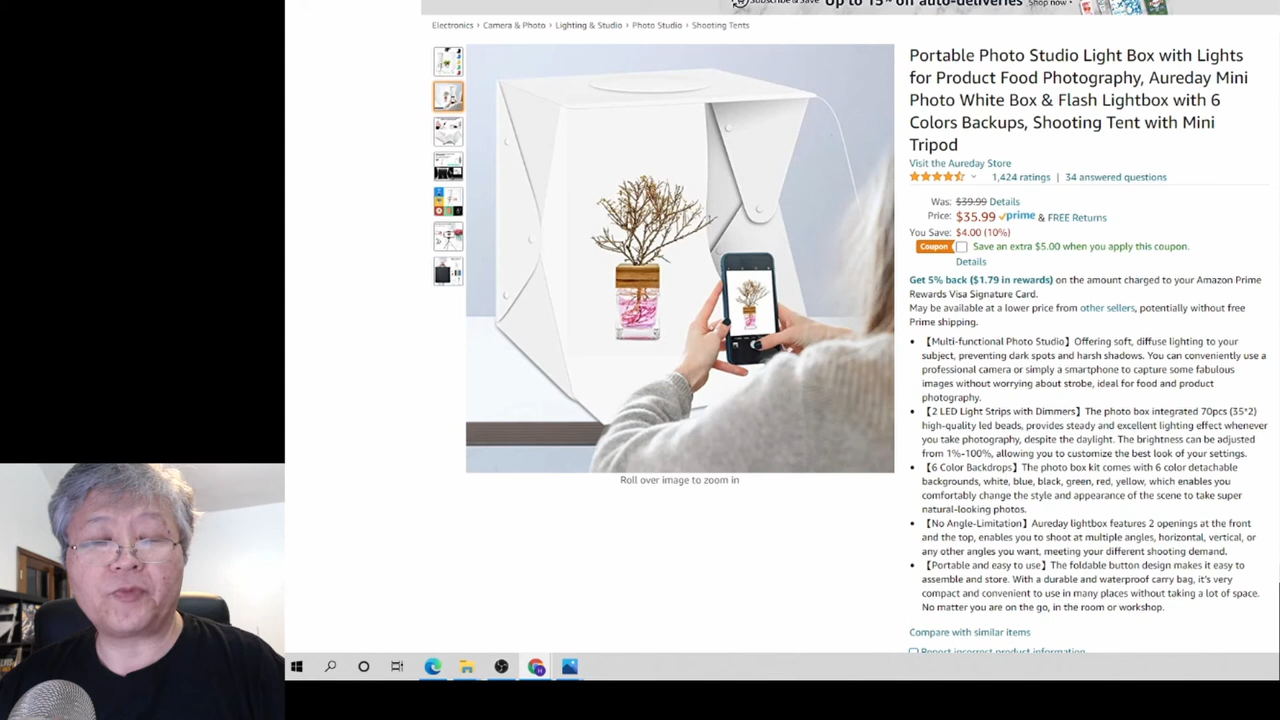 Subscribe & Save Up to 15% off auto-deliveries Shop now
Electronics › Camera & Photo › Lighting & Studio › Photo Studio › Shooting Tents
Portable Photo Studio Light Box with Lights
for Product Food Photography, Aureday Mini
Photo White Box & Flash Lightbox with 6
Colors Backups, Shooting Tent with Mini
Tripod
Visit the Aureday Store
1,424 ratings | 34 answered questions
Was: $39.99 Details
Price: $35.99 prime & FREE Returns
You Save: $4.00 (10%)
Coupon Save an extra $5.00 when you apply this coupon.
Details
Get 5% back ($1.79 in rewards) on the amount charged to your Amazon Prime
Rewards Visa Signature Card.
May be available at a lower price from other sellers, potentially without free
Prime shipping.
• 【Multi-functional Photo Studio】Offering soft, diffuse lighting to your
subject, preventing dark spots and harsh shadows. You can conveniently use a
professional camera or simply a smartphone to capture some fabulous
images without worrying about strobe, ideal for food and product
photography.
• 【2 LED Light Strips with Dimmers】The photo box integrated 70pcs (35*2)
high-quality led beads, provides steady and excellent lighting effect whenever
you take photography, despite the daylight. The brightness can be adjusted
from 1%-100%, allowing you to customize the best look of your settings.
• 【6 Color Backdrops】The photo box kit comes with 6 color detachable
backgrounds, white, blue, black, green, red, yellow, which enables you
comfortably change the style and appearance of the scene to take super
natural-looking photos.
• 【No Angle-Limitation】Aureday lightbox features 2 openings at the front
and the top, enables you to shoot at multiple angles, horizontal, vertical, or
any other angles you want, meeting your different shooting demand.
• 【Portable and easy to use】The foldable button design makes it easy to
assemble and store. With a durable and waterproof carry bag, it's very
compact and convenient to use in many places without taking a lot of space.
No matter you are on the go, in the room or workshop.
Compare with similar items
Report incorrect product information
Roll over image to zoom in